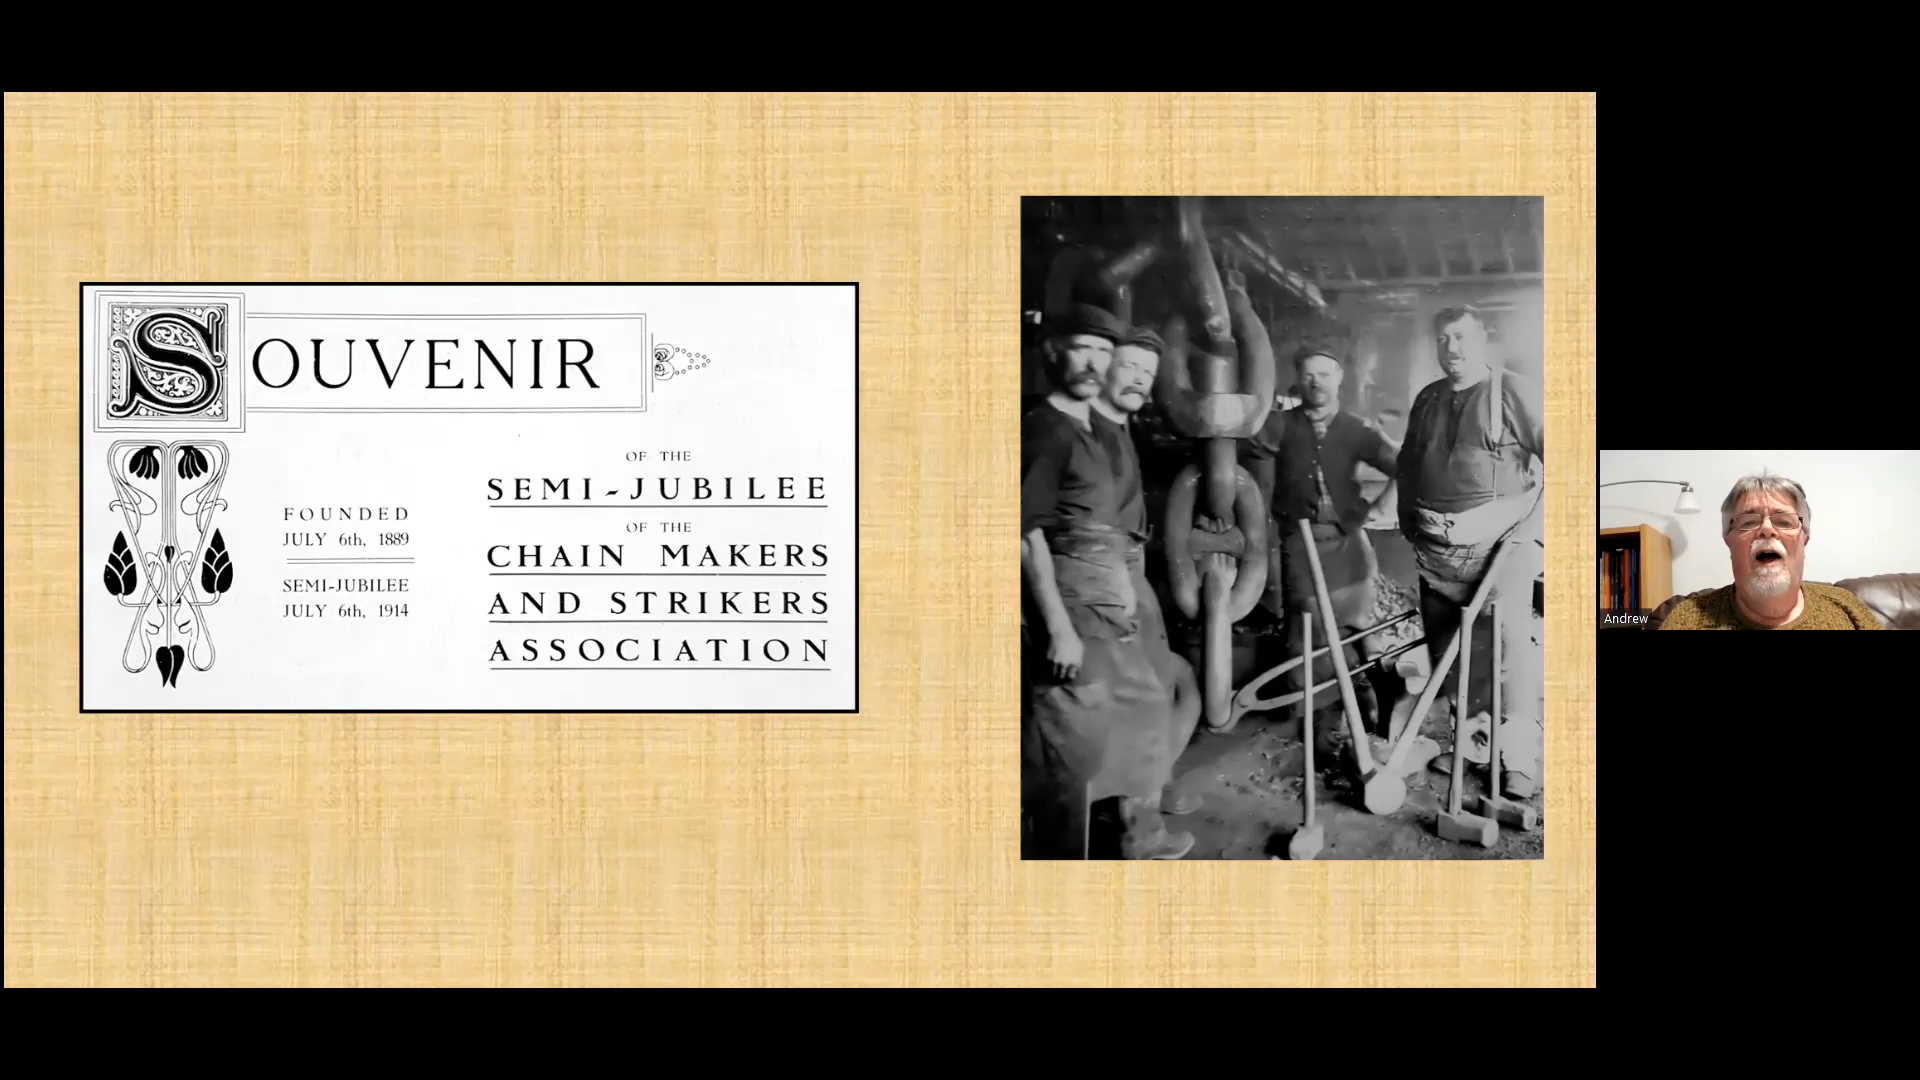 SOUVENIR
OF THE
SEMI-JUBILEE
OF THE
CHAIN MAKERS
AND STRIKERS
ASSOCIATION
FOUNDED
JULY 6th, 1889
SEMI-JUBILEE
JULY 6th, 1914
Andrew